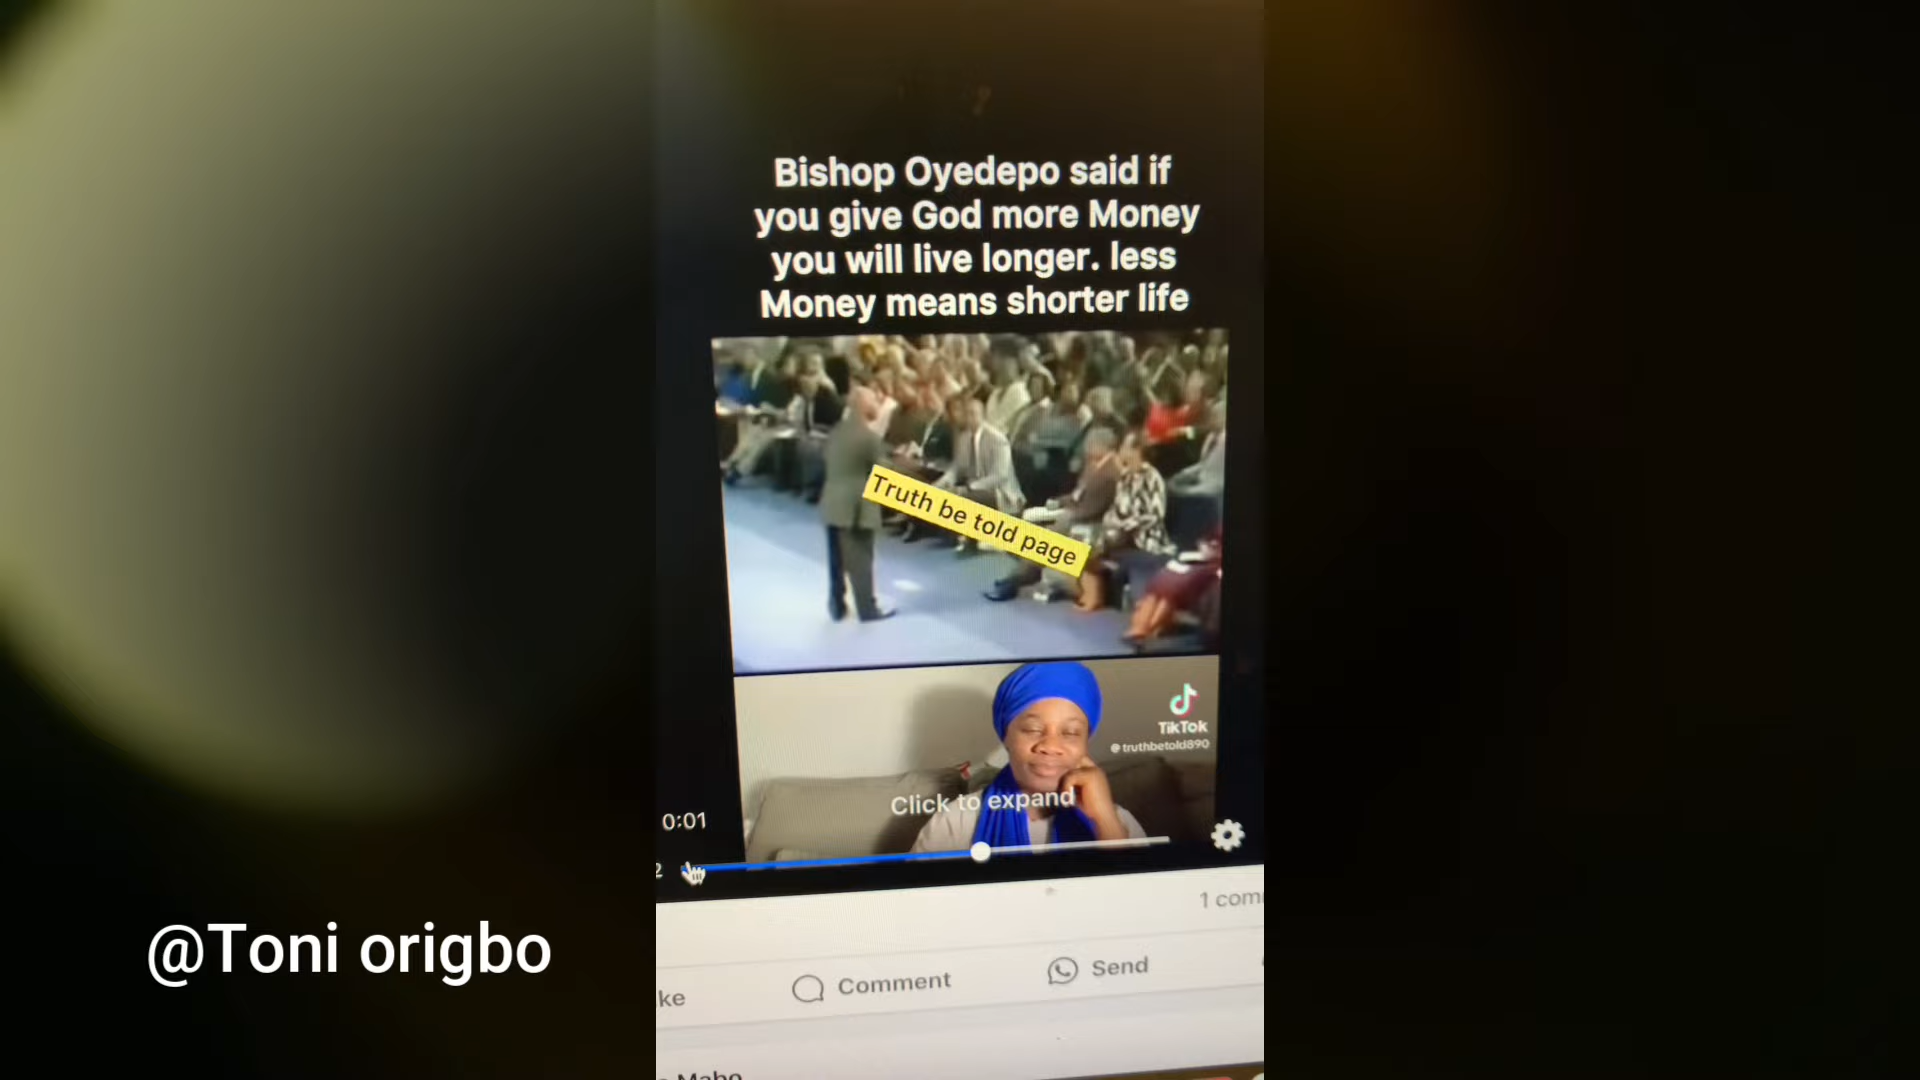 Bishop Oyedepo said if
you give God more Money
you will live longer. less
Money means shorter life
Truth be told page
TikTok
@truthbetold890
Click to expand
0:01
2
1 com
ke
Comment
Send
@Toni origbo